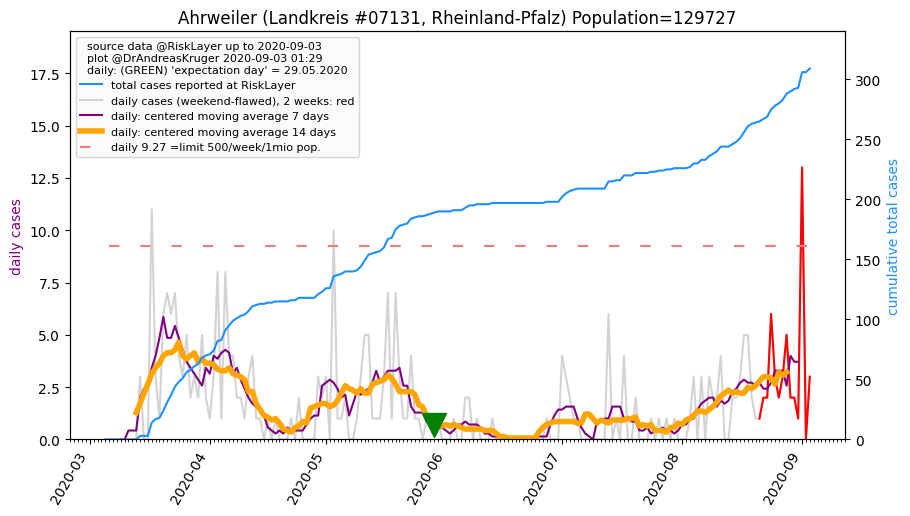 Ahrweiler (Landkreis #07131, Rheinland-Pfalz) Population=129727
source data @RiskLayer up to 2020-09-03
plot @DrAndreasKruger 2020-09-03 01:29
daily: (GREEN) 'expectation day' = 29.05.2020
total cases reported at RiskLayer
daily cases (weekend-flawed), 2 weeks: red
daily: centered moving average 7 days
daily: centered moving average 14 days
daily 9.27 =limit 500/week/1mio pop.
daily cases
17.5
15.0
12.5
10.0
7.5
5.0
2.5
0.0
300
250
200
150
100
50
0
cumulative total cases
2020-03
2020-04
2020-05
2020-06
2020-07
2020-08
2020-09